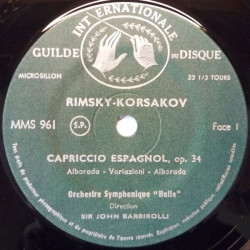 INTERNATIONALE
GUILDE DU DISQUE
MICROSILLON 33 1/3 TOURS
RIMSKY-KORSAKOV
MMS 961 S.P. Face 1
CAPRICCIO ESPAGNOL, op. 34
Alborada - Variazioni - Alborada
Orchestre Symphonique "Halle"
Direction
SIR JOHN BARBIROLLI